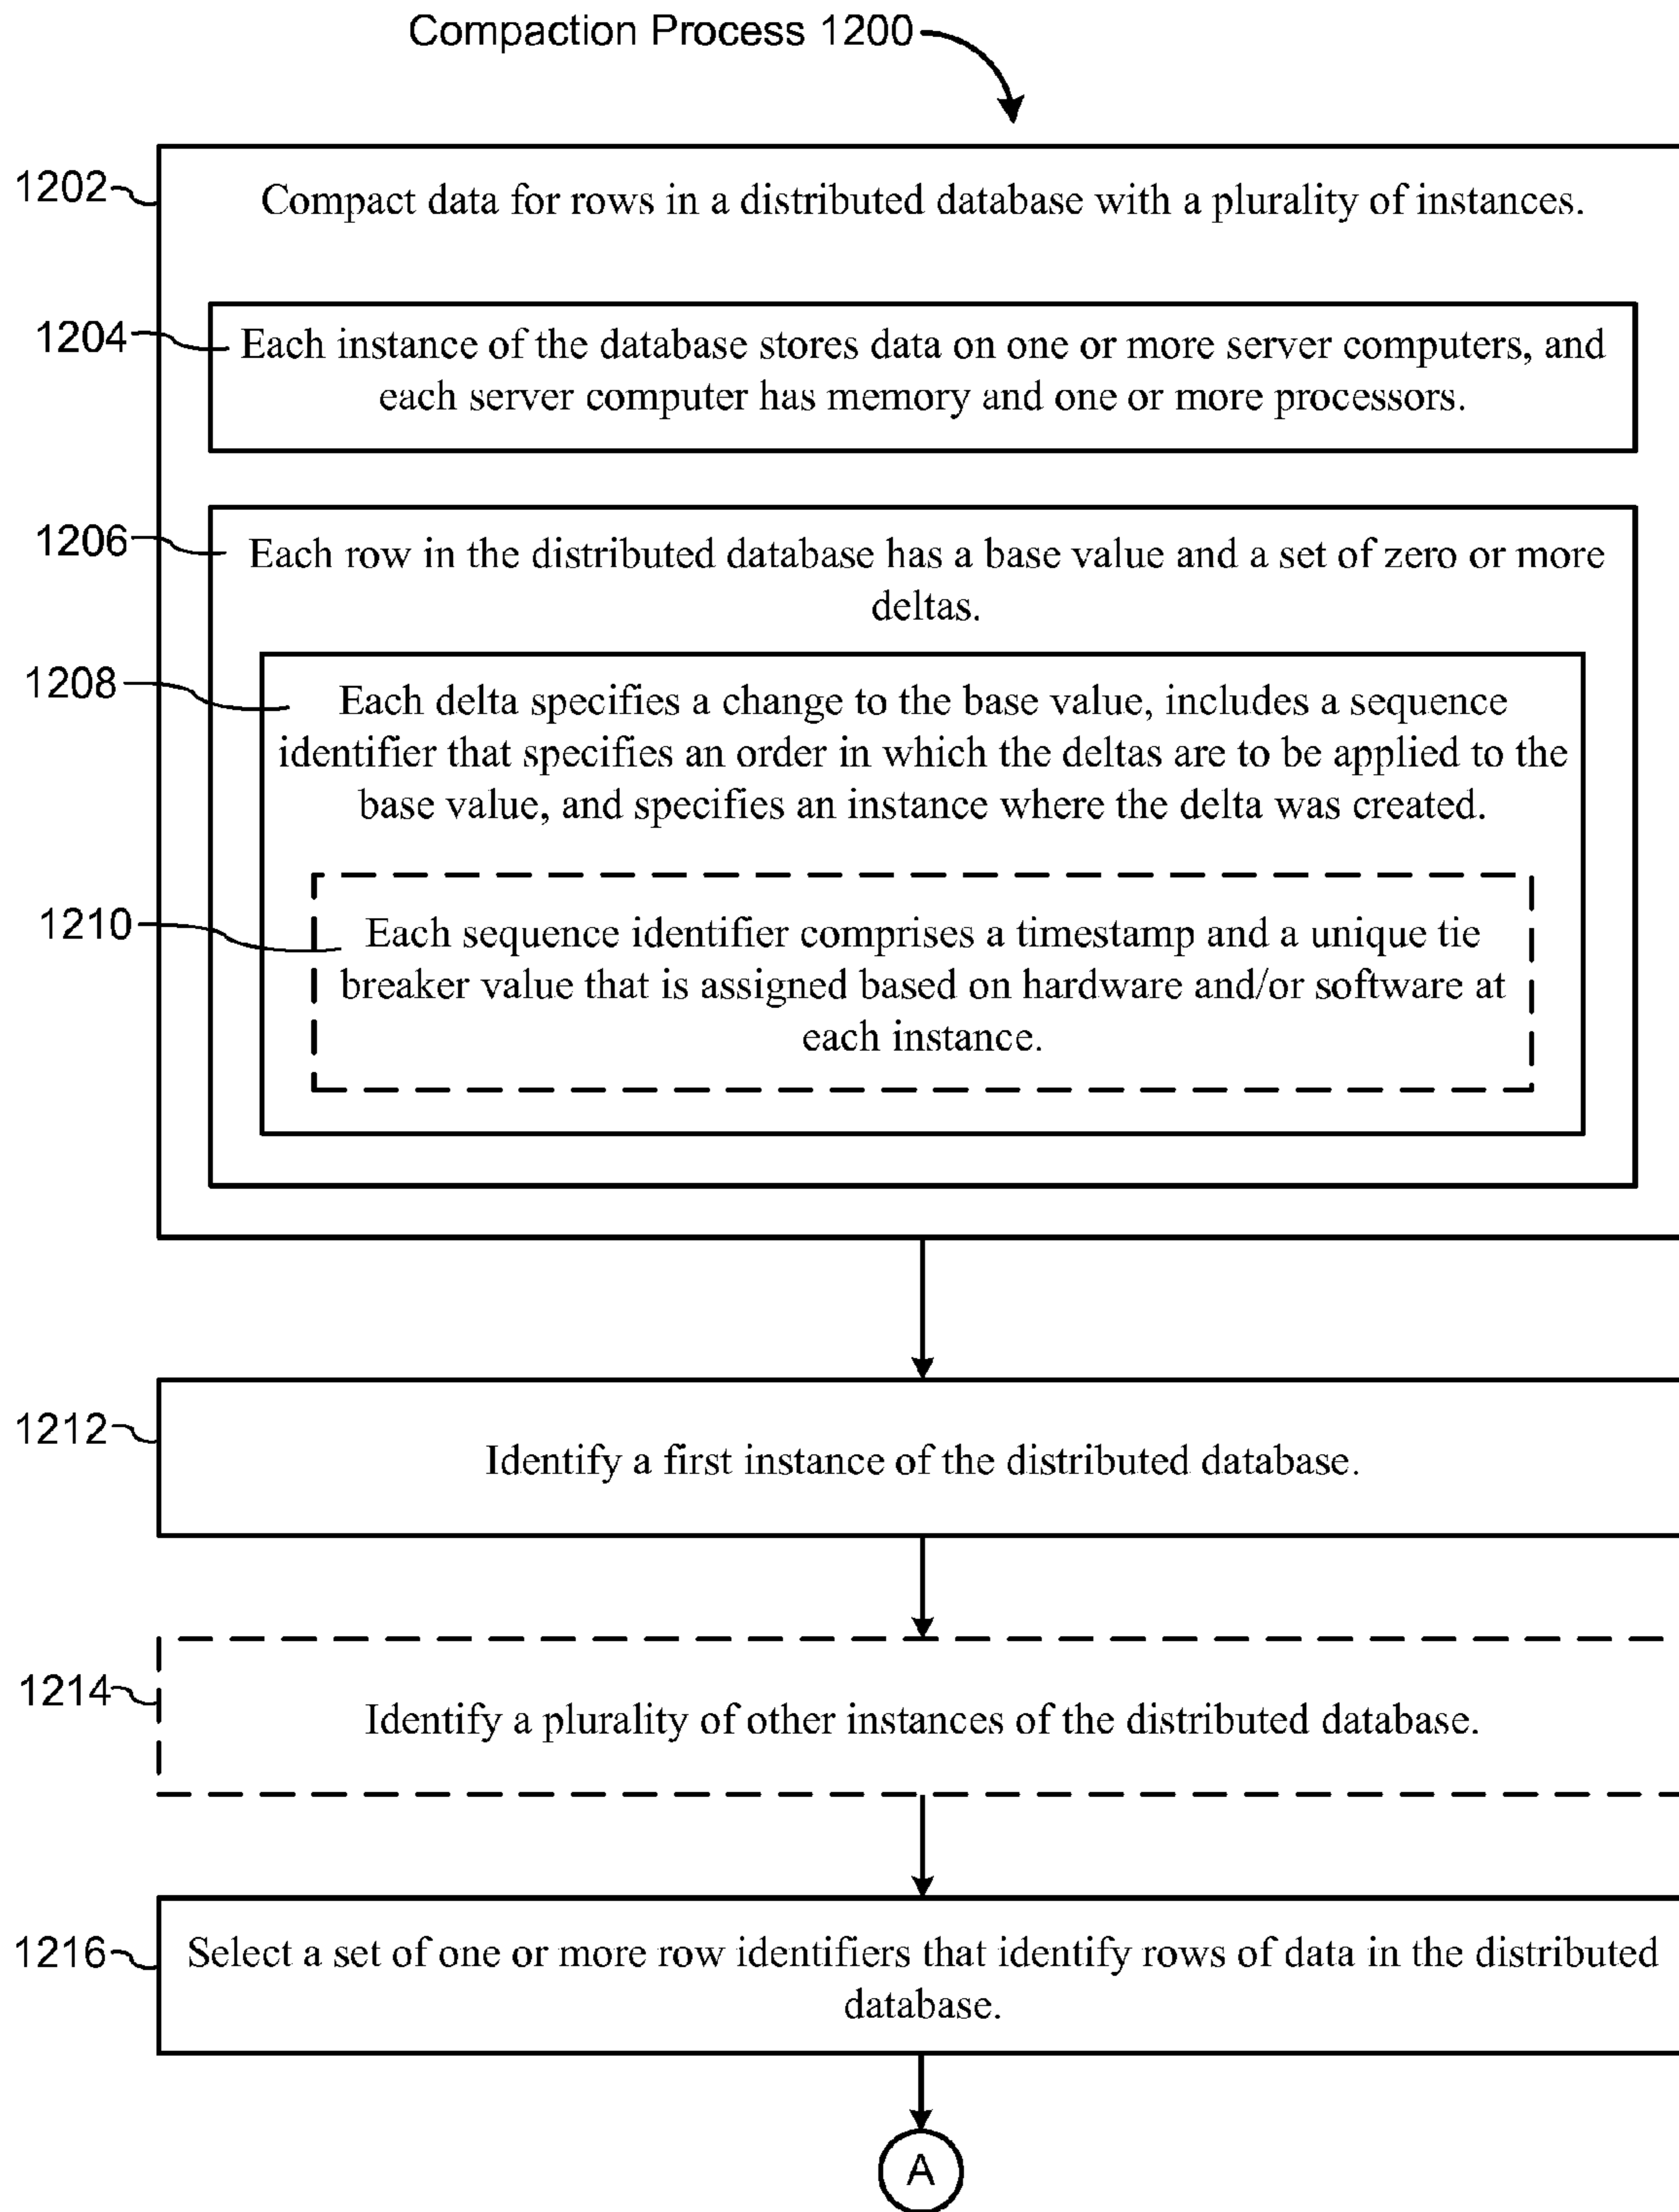 Compaction Process 1200
1202
Compact data for rows in a distributed database with a plurality of instances.
1204
Each instance of the database stores data on one or more server computers, and
each server computer has memory and one or more processors.
1206
Each row in the distributed database has a base value and a set of zero or more
deltas.
1208
Each delta specifies a change to the base value, includes a sequence
identifier that specifies an order in which the deltas are to be applied to the
base value, and specifies an instance where the delta was created.
1210
Each sequence identifier comprises a timestamp and a unique tie
breaker value that is assigned based on hardware and/or software at
each instance.
1212
Identify a first instance of the distributed database.
1214
Identify a plurality of other instances of the distributed database.
1216
Select a set of one or more row identifiers that identify rows of data in the distributed
database.
A